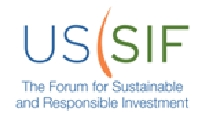 US SIF
The Forum for Sustainable
and Responsible Investment